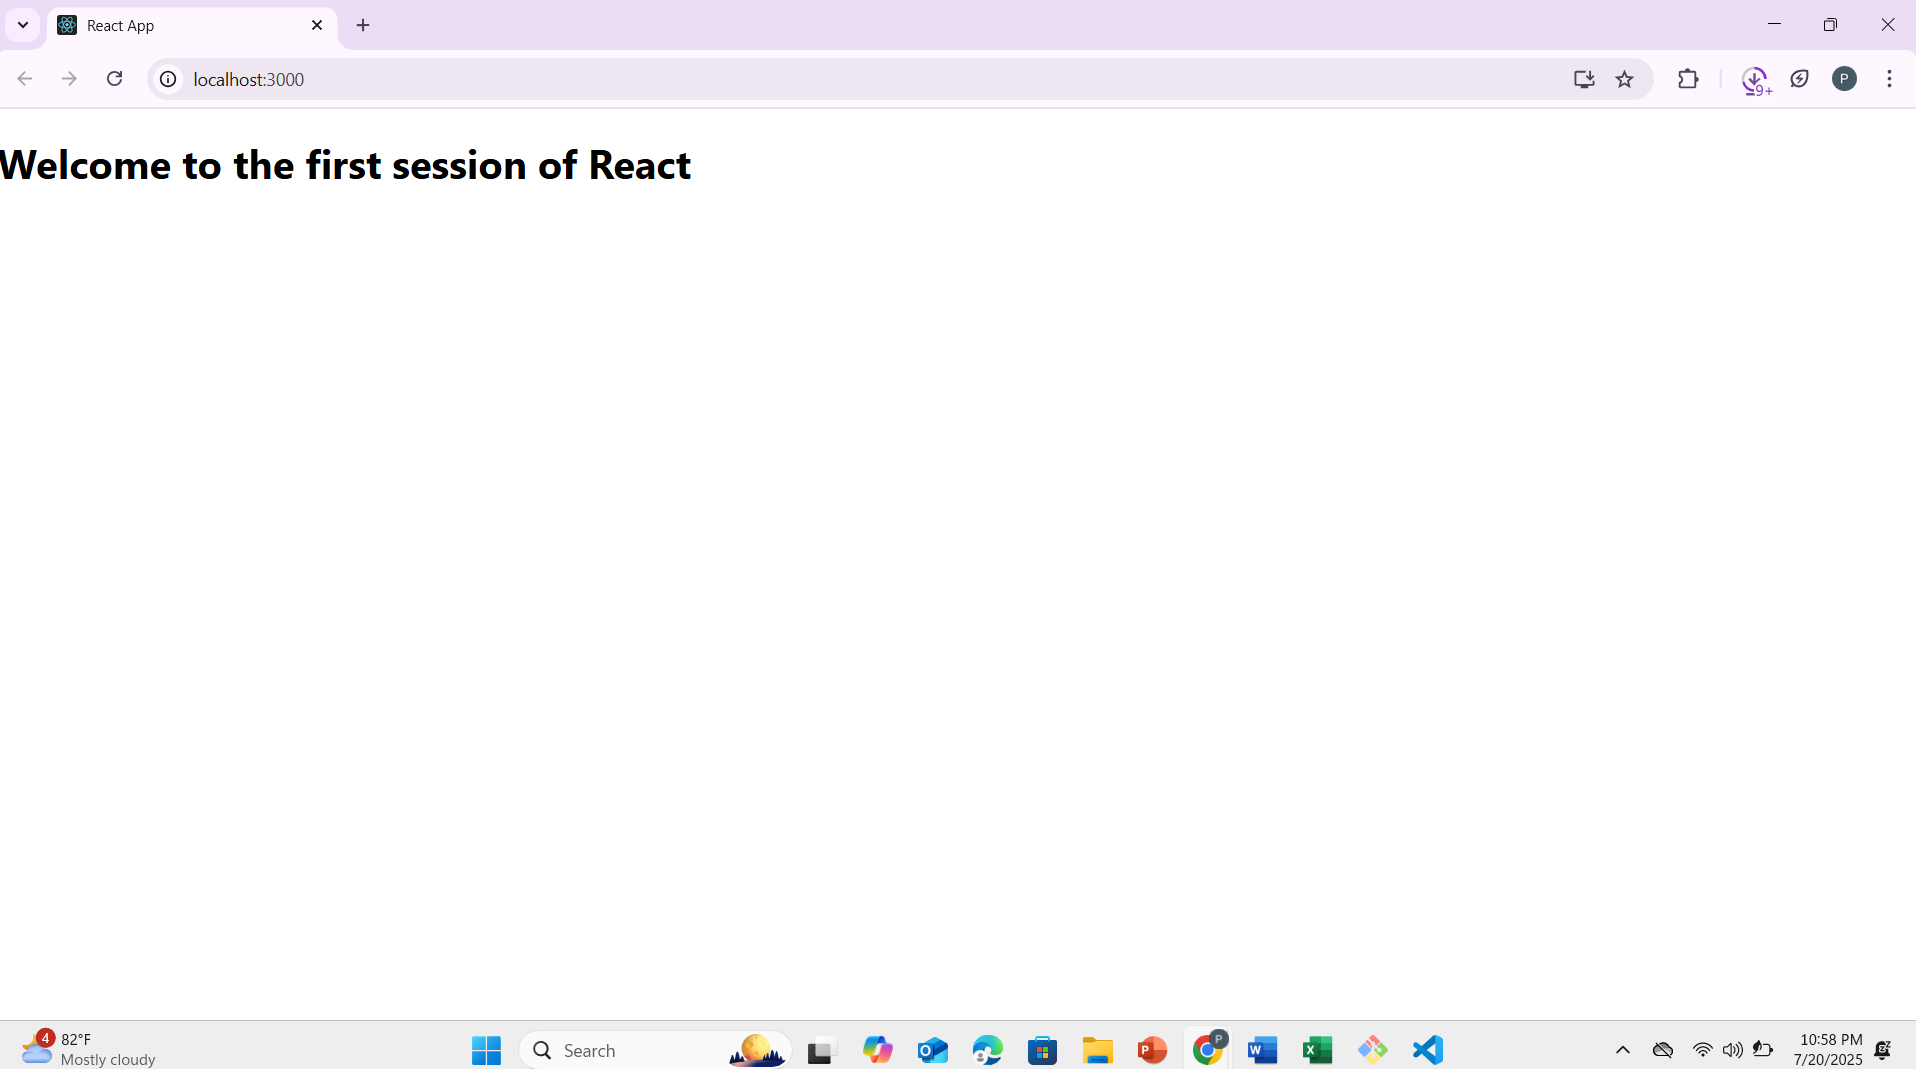 React App
localhost:3000
9+
P
Welcome to the first session of React
4
82°F
Mostly cloudy
Search
P
10:58 PM
7/20/2025